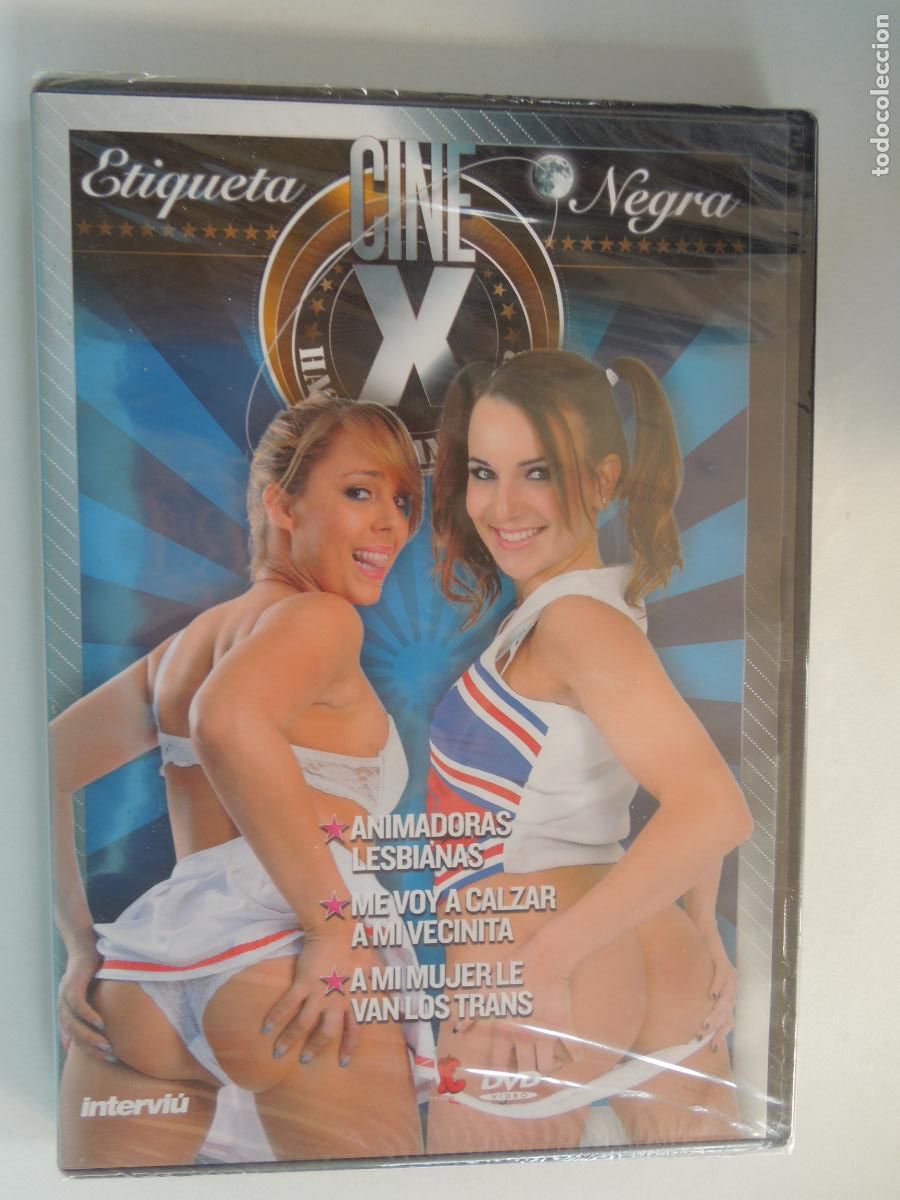 Etiqueta CINE Negra
X
★ANIMADORAS
LESBIANAS
★ME VOY A CALZAR
A MI VECINITA
★A MI MUJER LE
VAN LOS TRANS
interviú
DVD
VIDEO
todocoleccion